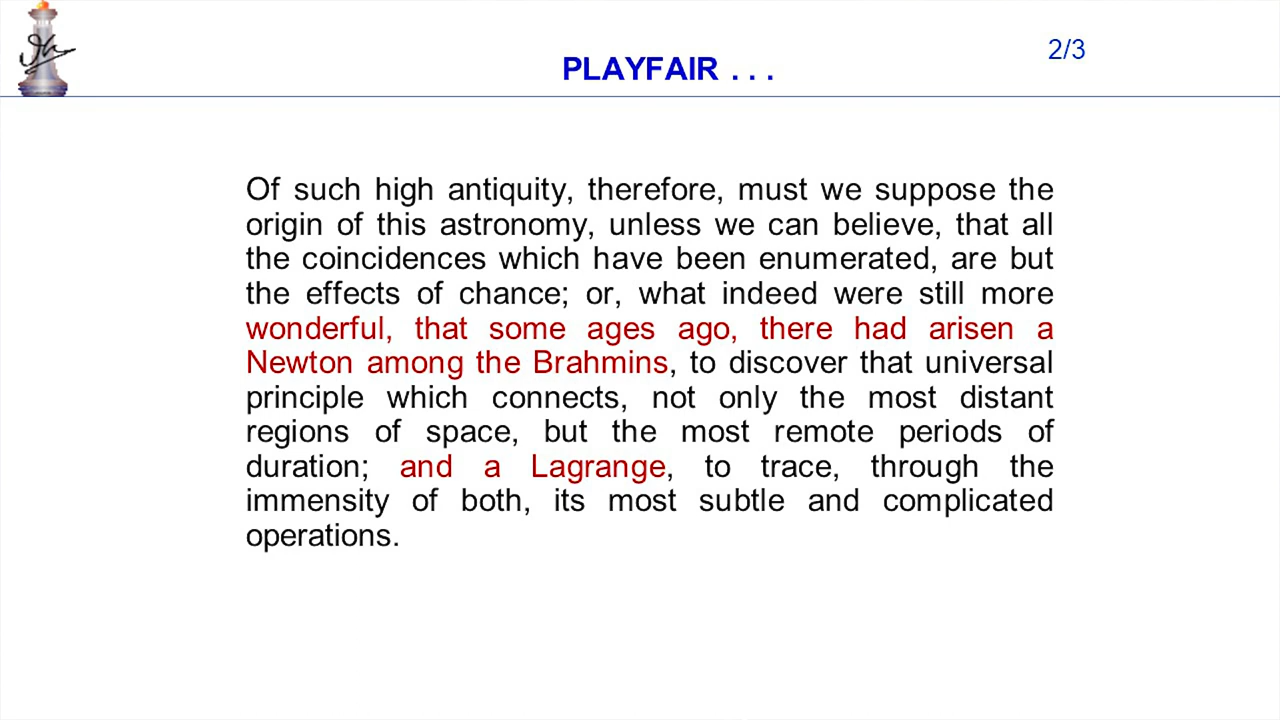 PLAYFAIR . . .
2/3
Of such high antiquity, therefore, must we suppose the
origin of this astronomy, unless we can believe, that all
the coincidences which have been enumerated, are but
the effects of chance; or, what indeed were still more
wonderful, that some ages ago, there had arisen a
Newton among the Brahmins, to discover that universal
principle which connects, not only the most distant
regions of space, but the most remote periods of
duration; and a Lagrange, to trace, through the
immensity of both, its most subtle and complicated
operations.